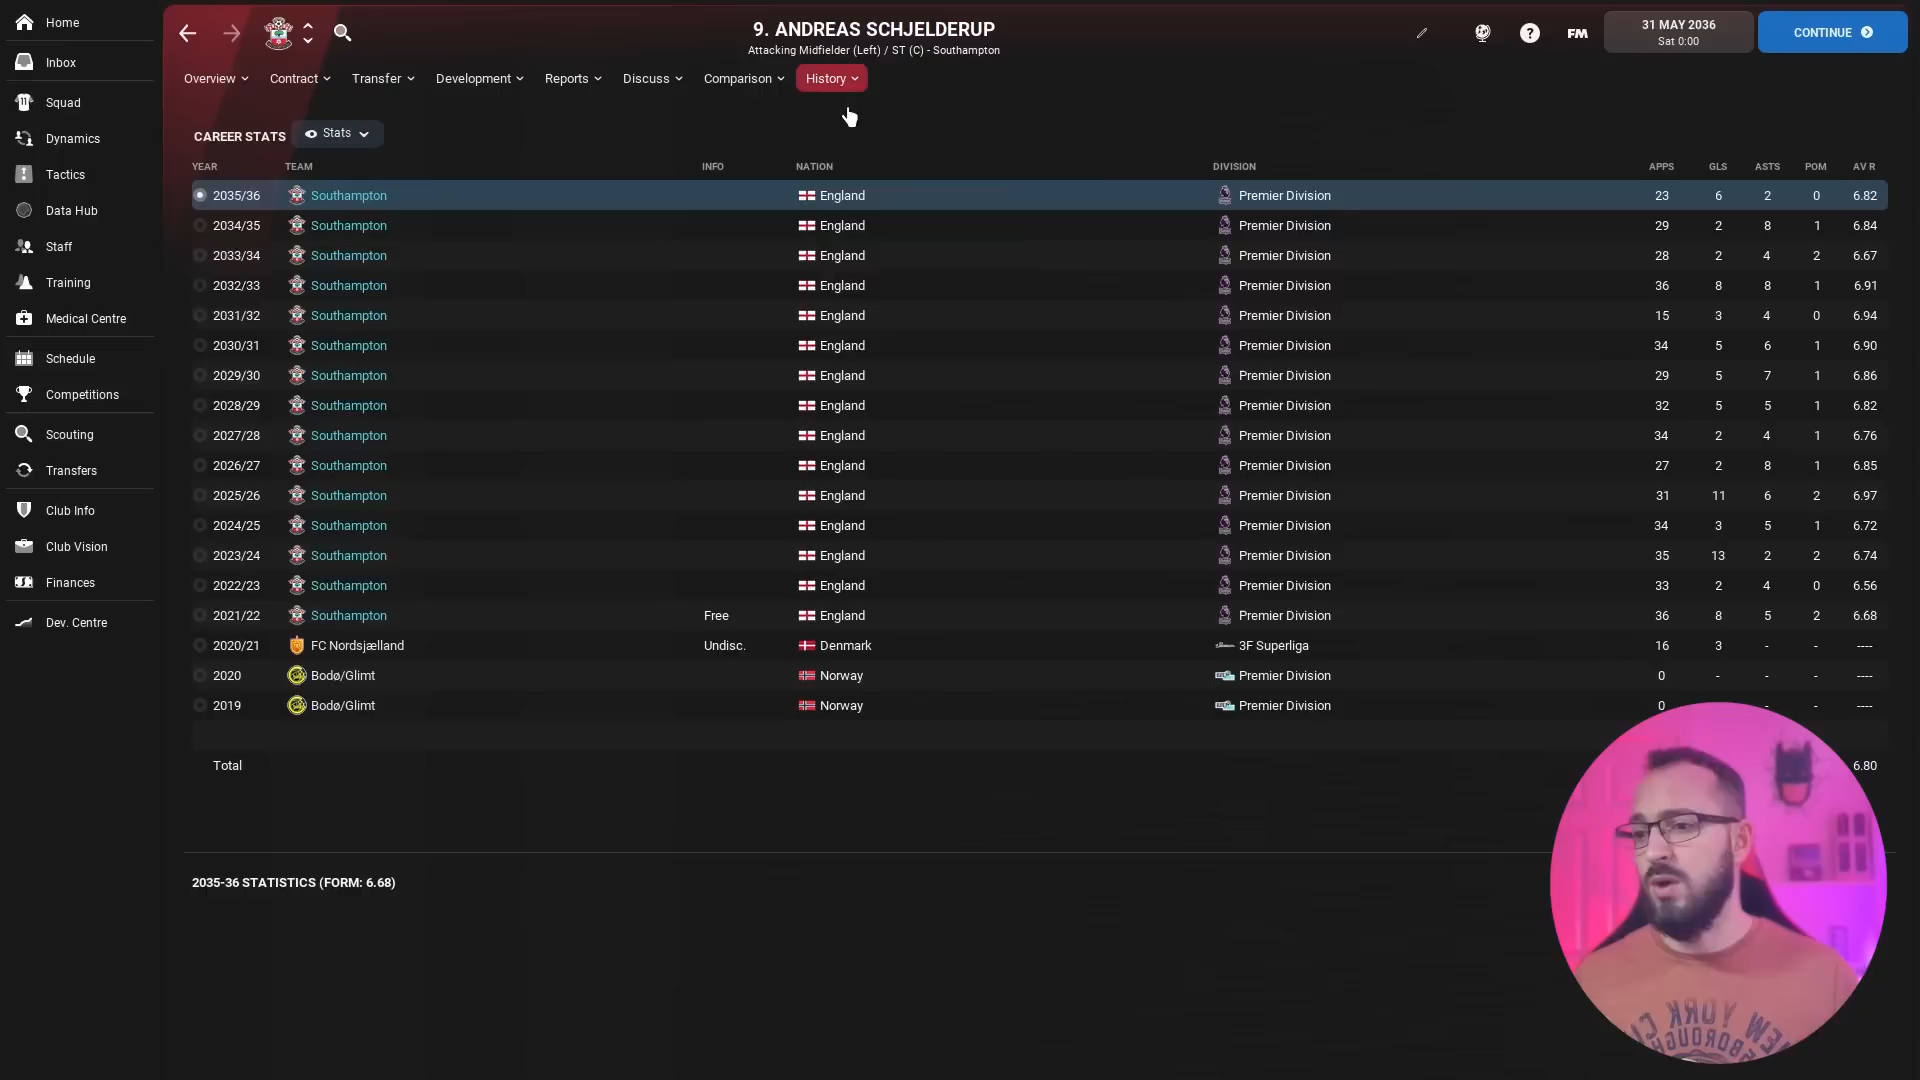 Home
Inbox
Squad
Dynamics
Tactics
Data Hub
Staff
Training
Medical Centre
Schedule
Competitions
Scouting
Transfers
Club Info
Club Vision
Finances
Dev. Centre
9. ANDREAS SCHJELDERUP
Attacking Midfielder (Left) / ST (C) - Southampton
FM
31 MAY 2036
Sat 0:00
CONTINUE
Overview Contract Transfer Development Reports Discuss Comparison History
CAREER STATS Stats
YEAR TEAM INFO NATION DIVISION APPS GLS ASTS POM AV R
2035/36 Southampton England Premier Division 23 6 2 0 6.82
2034/35 Southampton England Premier Division 29 2 8 1 6.84
2033/34 Southampton England Premier Division 28 2 4 2 6.67
2032/33 Southampton England Premier Division 36 8 8 1 6.91
2031/32 Southampton England Premier Division 15 3 4 0 6.94
2030/31 Southampton England Premier Division 34 5 6 1 6.90
2029/30 Southampton England Premier Division 29 5 7 1 6.86
2028/29 Southampton England Premier Division 32 5 5 1 6.82
2027/28 Southampton England Premier Division 34 2 4 1 6.76
2026/27 Southampton England Premier Division 27 2 8 1 6.85
2025/26 Southampton England Premier Division 31 11 6 2 6.97
2024/25 Southampton England Premier Division 34 3 5 1 6.72
2023/24 Southampton England Premier Division 35 13 2 2 6.74
2022/23 Southampton England Premier Division 33 2 4 0 6.56
2021/22 Southampton Free England Premier Division 36 8 5 2 6.68
2020/21 FC Nordsjælland Undisc. Denmark 3F Superliga 16 3 - - ----
2020 Bodø/Glimt Norway Premier Division 0 - - - ----
2019 Bodø/Glimt Norway Premier Division 0 - - ----
Total 6.80
2035-36 STATISTICS (FORM: 6.68)
NEW YORK